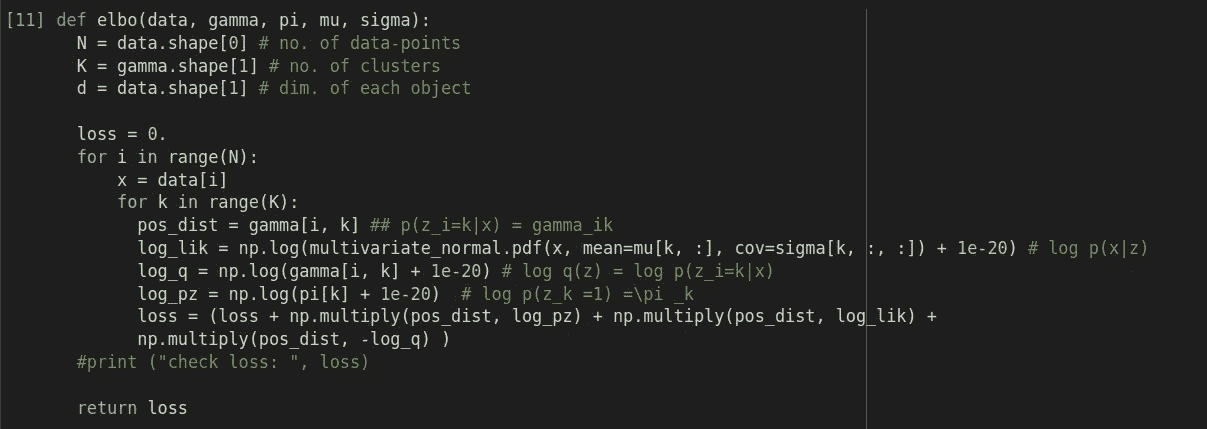 [11] def elbo(data, gamma, pi, mu, sigma):
N = data.shape[0] # no. of data-points
K = gamma.shape[1] # no. of clusters
d = data.shape[1] # dim. of each object
loss = 0.
for i in range(N):
x = data[i]
for k in range(K):
pos_dist = gamma[i, k] ## p(z_i=k|x) = gamma_ik
log_lik = np.log(multivariate_normal.pdf(x, mean=mu[k, :], cov=sigma[k, :, :]) + 1e-20) # log p(x|z)
log_q = np.log(gamma[i, k] + 1e-20) # log q(z) = log p(z_i=k|x)
log_pz = np.log(pi[k] + 1e-20)  # log p(z_k =1) =\pi _k
loss = (loss + np.multiply(pos_dist, log_pz) + np.multiply(pos_dist, log_lik) +
np.multiply(pos_dist, -log_q) )
#print ("check loss: ", loss)
return loss